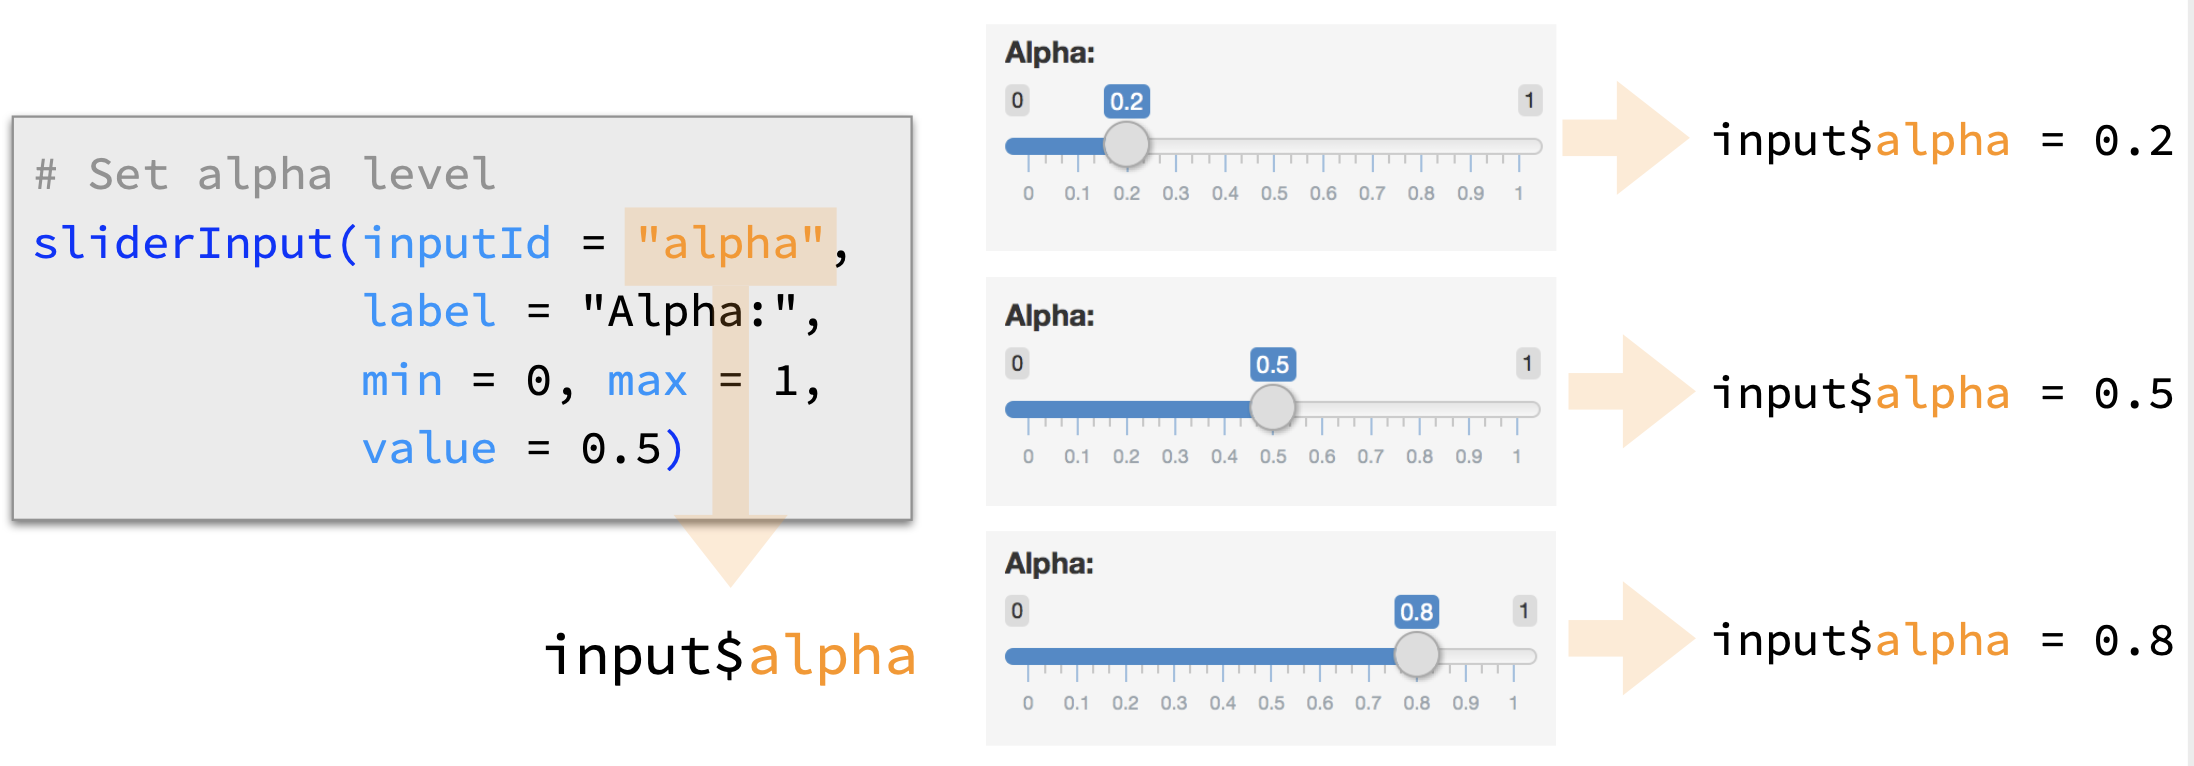 # Set alpha level
sliderInput(inputId = "alpha",
label = "Alpha:",
min = 0, max = 1,
value = 0.5)
input$alpha
Alpha:
0 0.2 1
0 0.1 0.2 0.3 0.4 0.5 0.6 0.7 0.8 0.9 1
input$alpha = 0.2
Alpha:
0 0.5 1
0 0.1 0.2 0.3 0.4 0.5 0.6 0.7 0.8 0.9 1
input$alpha = 0.5
Alpha:
0 0.8 1
0 0.1 0.2 0.3 0.4 0.5 0.6 0.7 0.8 0.9 1
input$alpha = 0.8